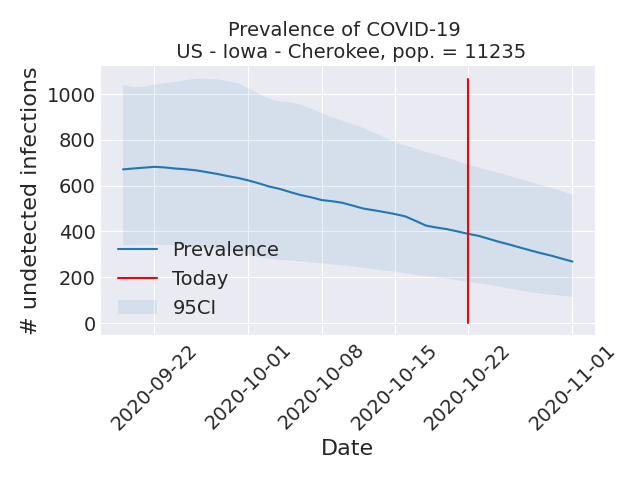 Prevalence of COVID-19
US - Iowa - Cherokee, pop. = 11235
# undetected infections
1000
800
600
400
200
0
Prevalence
Today
95CI
2020-09-22
2020-10-01
2020-10-08
2020-10-15
2020-10-22
2020-11-01
Date